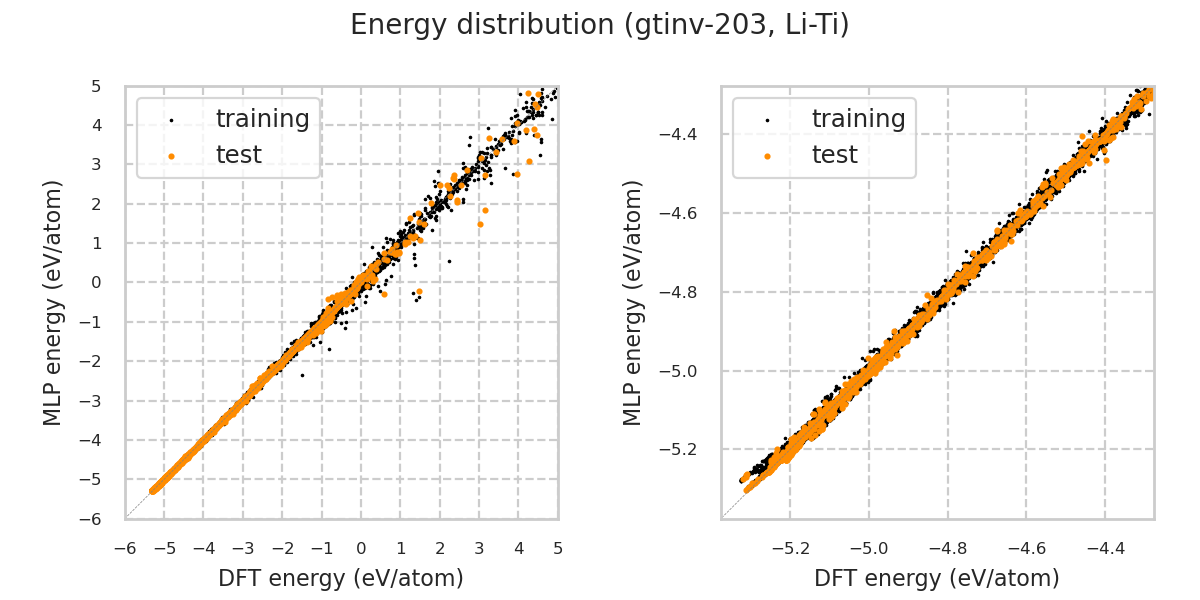 Energy distribution (gtinv-203, Li-Ti)
training
test
5
4
3
2
1
0
−1
−2
−3
−4
−5
−6
MLP energy (eV/atom)
−6 −5 −4 −3 −2 −1 0 1 2 3 4 5
DFT energy (eV/atom)
training
test
−4.4
−4.6
−4.8
−5.0
−5.2
MLP energy (eV/atom)
−5.2 −5.0 −4.8 −4.6 −4.4
DFT energy (eV/atom)